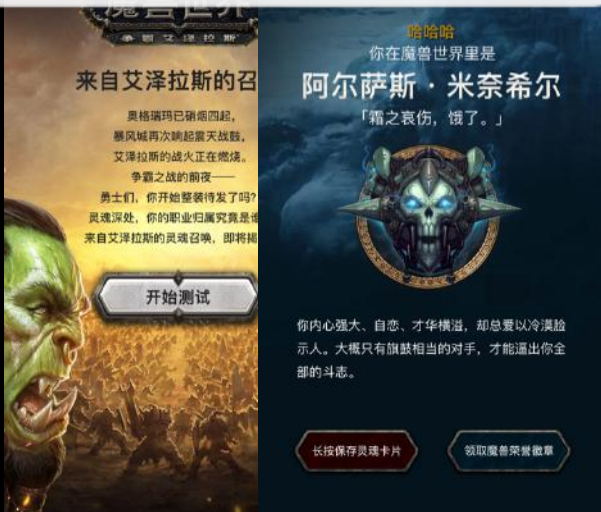 魔兽世界
争霸艾泽拉斯
来自艾泽拉斯的召
奥格瑞玛已硝烟四起，
暴风城再次响起震天战鼓，
艾泽拉斯的战火正在燃烧。
争霸之战的前夜——
勇士们，你开始整装待发了吗?
灵魂深处，你的职业归属究竟是
来自艾泽拉斯的灵魂召唤，即将揭
开始测试
哈哈哈
你在魔兽世界里是
阿尔萨斯·米奈希尔
「霜之哀伤，饿了。」
你内心强大、自恋、才华横溢，却总爱以冷漠脸
示人。大概只有旗鼓相当的对手，才能逼出你全
部的斗志。
长按保存灵魂卡片
领取魔兽荣誉徽章